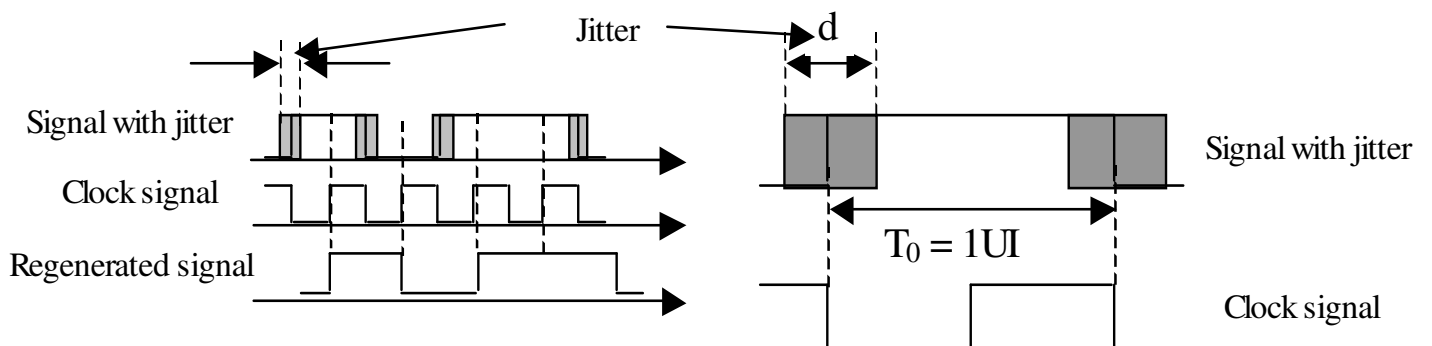 Jitter
d
Signal with jitter
Signal with jitter
Clock signal
T₀ = 1UI
Regenerated signal
Clock signal